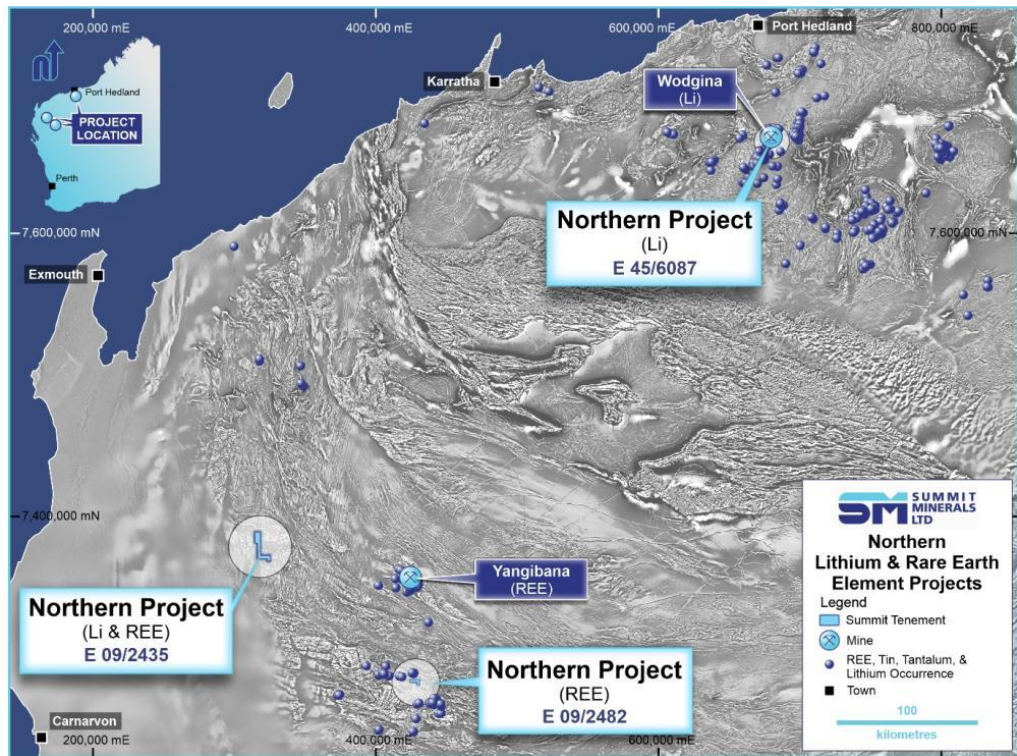 200,000 mE
400,000 mE
600,000 mE
800,000 mE
Port Hedland
Karratha
Wodgina
(Li)
Port Hedland
PROJECT
LOCATION
Perth
Northern Project
(Li)
E 45/6087
7,600,000 mN
7,600,000 mN
Exmouth
7,400,000 mN
Northern Project
(Li & REE)
E 09/2435
Yangibana
(REE)
Northern Project
(REE)
E 09/2482
Carnarvon
200,000 mE
400,000 mE
600,000 mE
SM SUMMIT
MINERALS
LTD
Northern
Lithium & Rare Earth
Element Projects
Legend
Summit Tenement
Mine
REE, Tin, Tantalum, &
Lithium Occurrence
Town
100
kilometres